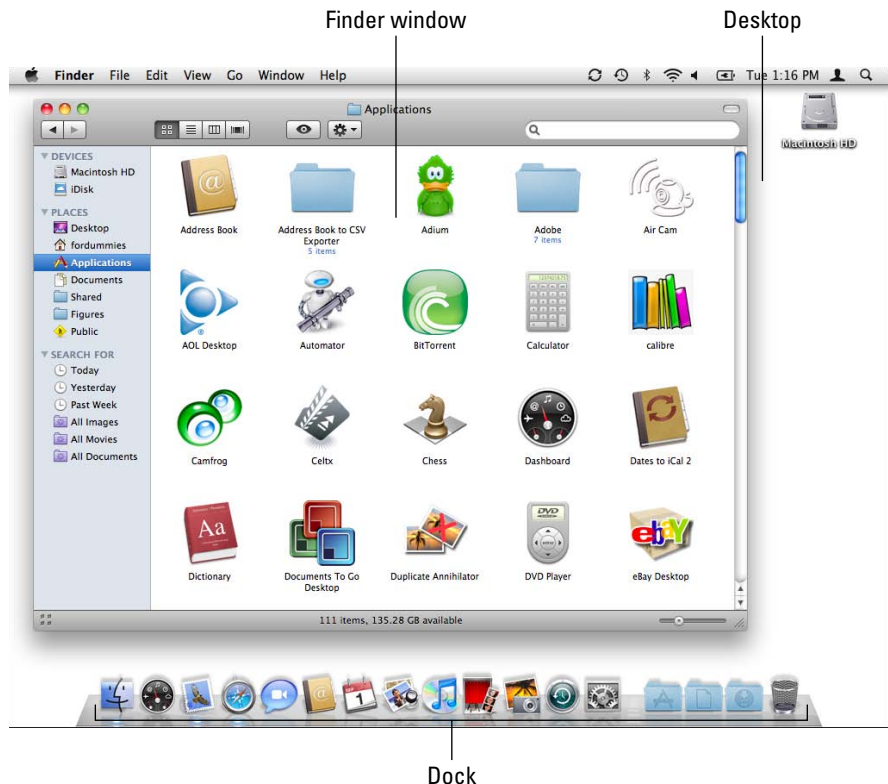 Finder window
Desktop
Finder File Edit View Go Window Help
Tue 1:16 PM
Applications
Macintosh HD
DEVICES
Macintosh HD
iDisk
PLACES
Desktop
fordummies
Applications
Documents
Shared
Figures
Public
SEARCH FOR
Today
Yesterday
Past Week
All Images
All Movies
All Documents
Address Book
Address Book to CSV
Exporter
5 items
Adium
Adobe
7 items
Air Cam
AOL Desktop
Automator
BitTorrent
Calculator
calibre
Camfrog
Celtx
Chess
Dashboard
Dates to iCal 2
Aa
DVD
ebay
Dictionary
Documents To Go
Desktop
Duplicate Annihilator
DVD Player
eBay Desktop
111 items, 135.28 GB available
1
Dock